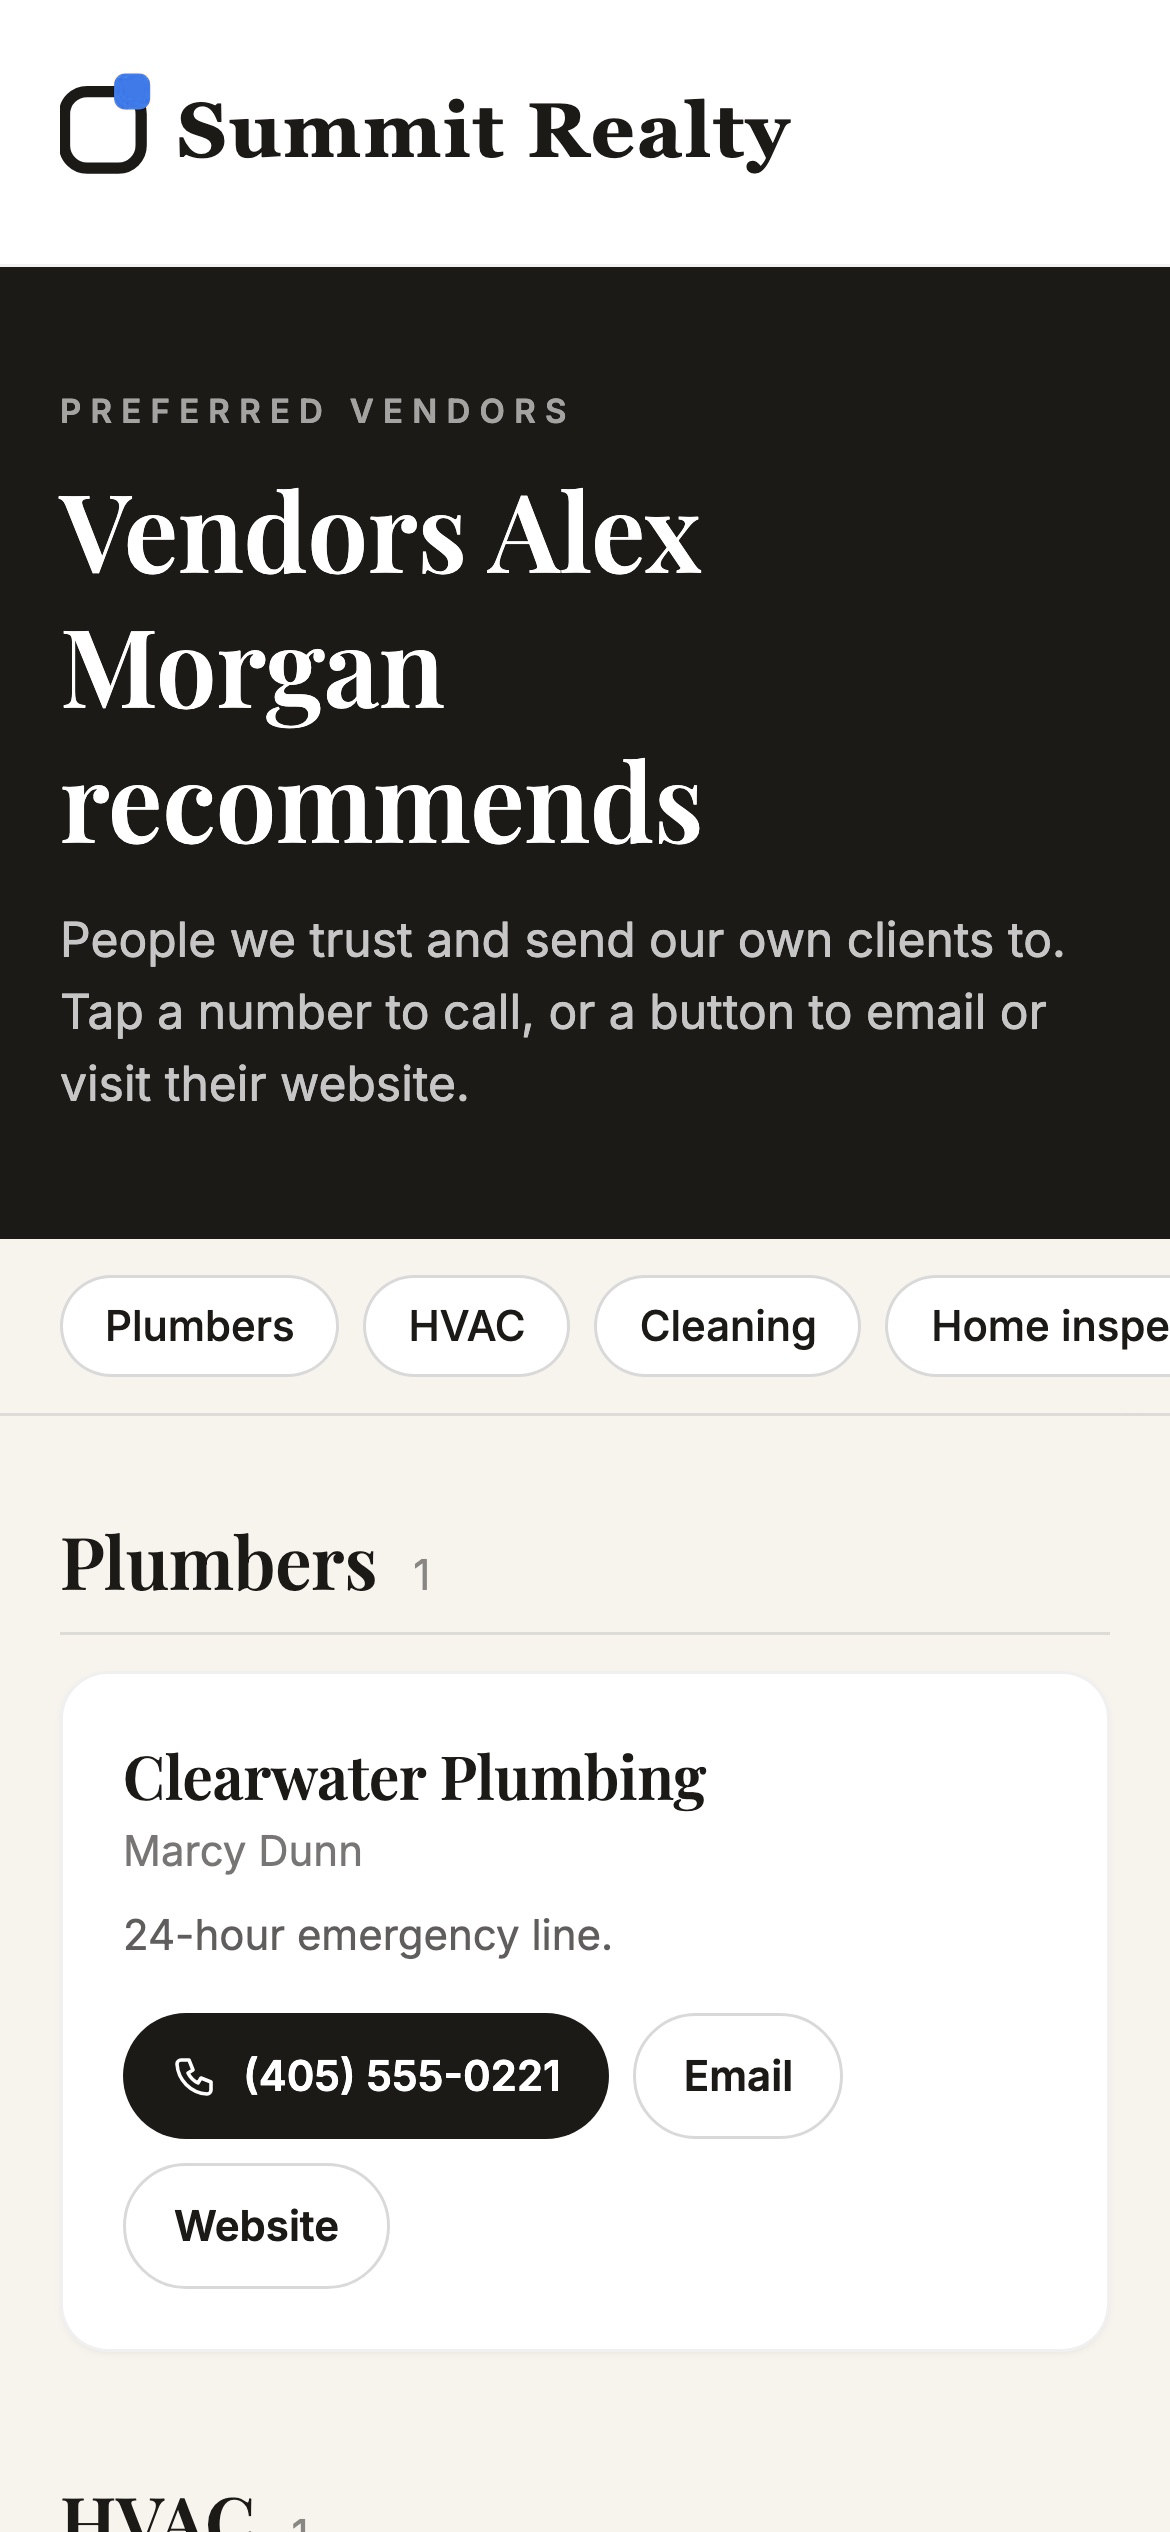 Summit Realty
PREFERRED VENDORS
Vendors Alex
Morgan
recommends
People we trust and send our own clients to.
Tap a number to call, or a button to email or
visit their website.
Plumbers
HVAC
Cleaning
Home inspe
Plumbers 1
Clearwater Plumbing
Marcy Dunn
24-hour emergency line.
(405) 555-0221
Email
Website
HVAC 1